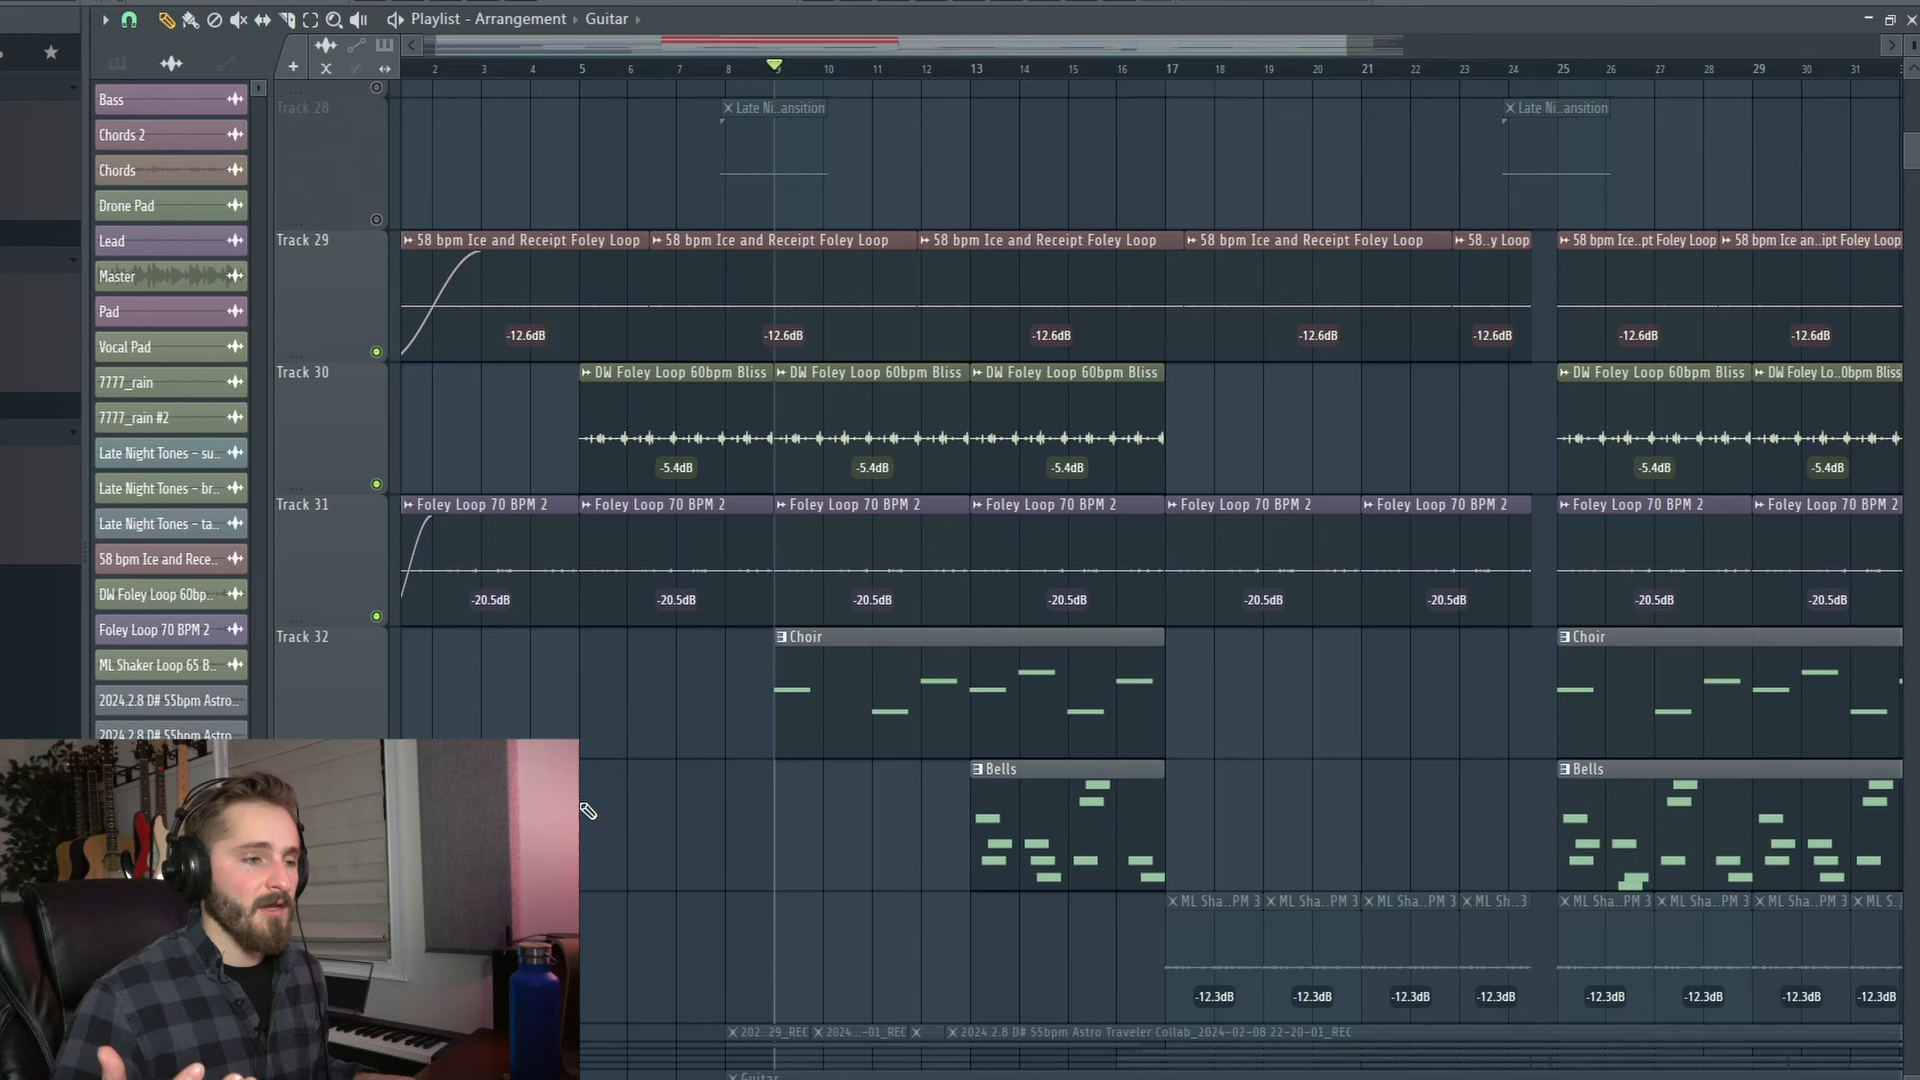 Playlist - Arrangement › Guitar ›
2 3 4 5 6 7 8 9 10 11 12 13 14 15 16 17 18 19 20 21 22 23 24 25 26 27 28 29 30 31
Bass
Chords 2
Chords
Drone Pad
Lead
Master
Pad
Vocal Pad
7777_rain
7777_rain #2
Late Night Tones – su..
Late Night Tones – br..
Late Night Tones – ta..
58 bpm Ice and Rece..
DW Foley Loop 60bp..
Foley Loop 70 BPM 2
ML Shaker Loop 65 B..
2024.2.8 D# 55bpm Astro..
2024.2.8 D# 55bpm Astro
Track 28
Late Ni..ansition Late Ni..ansition
Track 29
58 bpm Ice and Receipt Foley Loop 58 bpm Ice and Receipt Foley Loop 58 bpm Ice and Receipt Foley Loop 58 bpm Ice and Receipt Foley Loop 58..y Loop 58 bpm Ice..pt Foley Loop 58 bpm Ice an..ipt Foley Loop
-12.6dB -12.6dB -12.6dB -12.6dB -12.6dB -12.6dB -12.6dB
Track 30
DW Foley Loop 60bpm Bliss DW Foley Loop 60bpm Bliss DW Foley Loop 60bpm Bliss DW Foley Loop 60bpm Bliss DW Foley Lo..0bpm Bliss
-5.4dB -5.4dB -5.4dB -5.4dB -5.4dB
Track 31
Foley Loop 70 BPM 2 Foley Loop 70 BPM 2 Foley Loop 70 BPM 2 Foley Loop 70 BPM 2 Foley Loop 70 BPM 2 Foley Loop 70 BPM 2 Foley Loop 70 BPM 2 Foley Loop 70 BPM 2
-20.5dB -20.5dB -20.5dB -20.5dB -20.5dB -20.5dB -20.5dB -20.5dB
Track 32
Choir Choir
Bells Bells
ML Sha..PM 3 ML Sha..PM 3 ML Sha..PM 3 ML Sh..3 ML Sha..PM 3 ML Sha..PM 3 ML Sha..PM 3 ML S..
-12.3dB -12.3dB -12.3dB -12.3dB -12.3dB -12.3dB -12.3dB -12.3dB
202..29_REC 2024...-01_REC 2024.2.8 D# 55bpm Astro Traveler Collab_2024-02-08 22-20-01_REC
Guitar